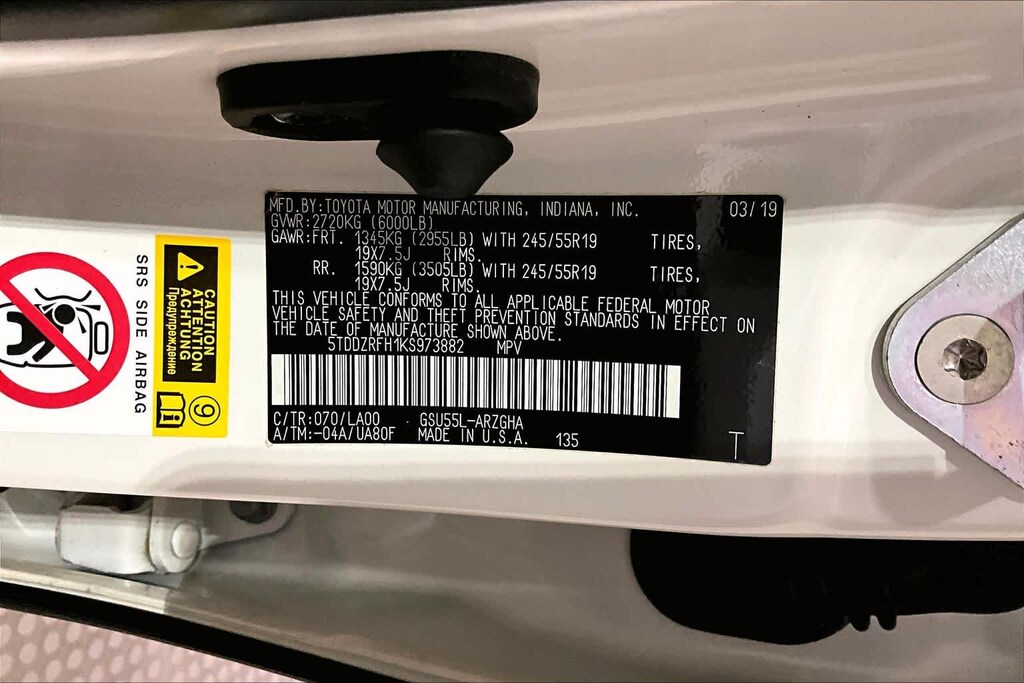 MFD.BY:TOYOTA MOTOR MANUFACTURING, INDIANA, INC. 03/19
GVWR:2720KG (6000LB)
GAWR:FRT. 1345KG (2955LB) WITH 245/55R19 TIRES,
19X7.5J RIMS.
RR. 1590KG (3505LB) WITH 245/55R19 TIRES,
19X7.5J RIMS.
THIS VEHICLE CONFORMS TO ALL APPLICABLE FEDERAL MOTOR
VEHICLE SAFETY AND THEFT PREVENTION STANDARDS IN EFFECT ON
THE DATE OF MANUFACTURE SHOWN ABOVE.
5TDDZRFH1KS973882 MPV
C/TR:070/LA00 GSU55L-ARZGHA
A/TM:-04A/UA80F MADE IN U.S.A. 135
T
SRS SIDE AIRBAG
CAUTION
ATTENTION
ACHTUNG
Предупреждение
i
9